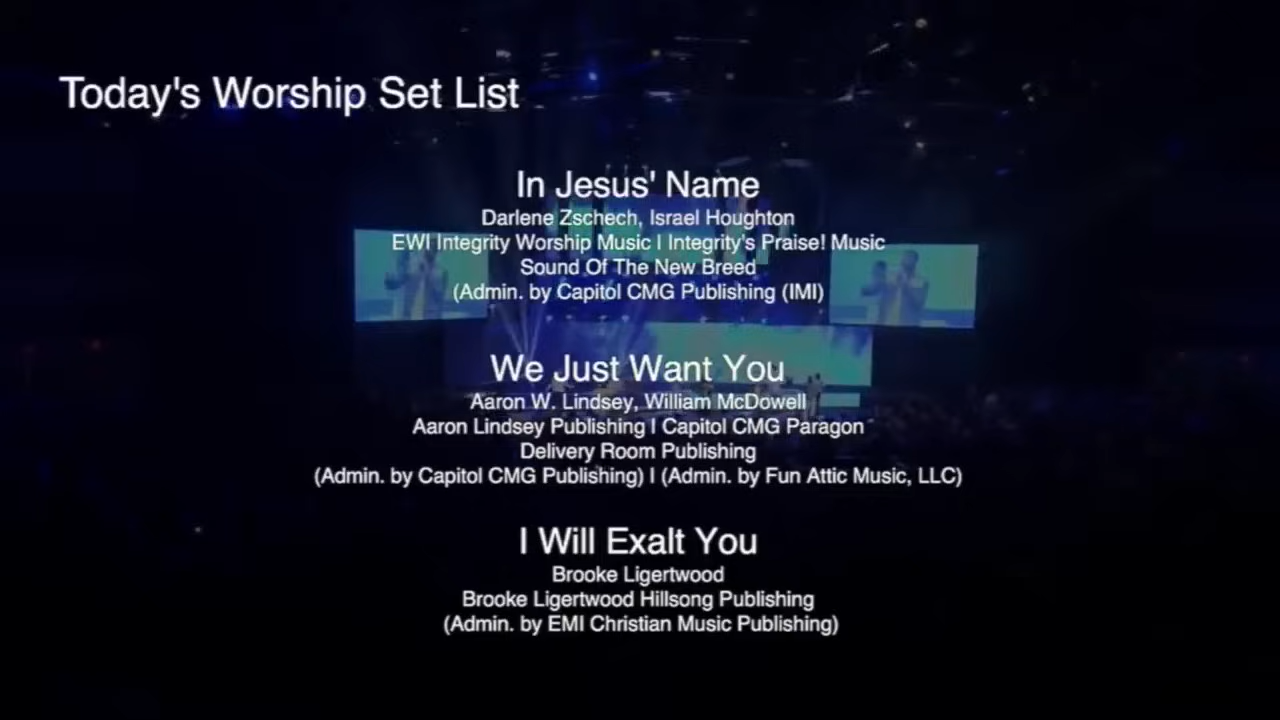 Today's Worship Set List
In Jesus' Name
Darlene Zschech, Israel Houghton
EWI Integrity Worship Music I Integrity's Praise! Music
Sound Of The New Breed
(Admin. by Capitol CMG Publishing (IMI)
We Just Want You
Aaron W. Lindsey, William McDowell
Aaron Lindsey Publishing I Capitol CMG Paragon
Delivery Room Publishing
(Admin. by Capitol CMG Publishing) I (Admin. by Fun Attic Music, LLC)
I Will Exalt You
Brooke Ligertwood
Brooke Ligertwood Hillsong Publishing
(Admin. by EMI Christian Music Publishing)